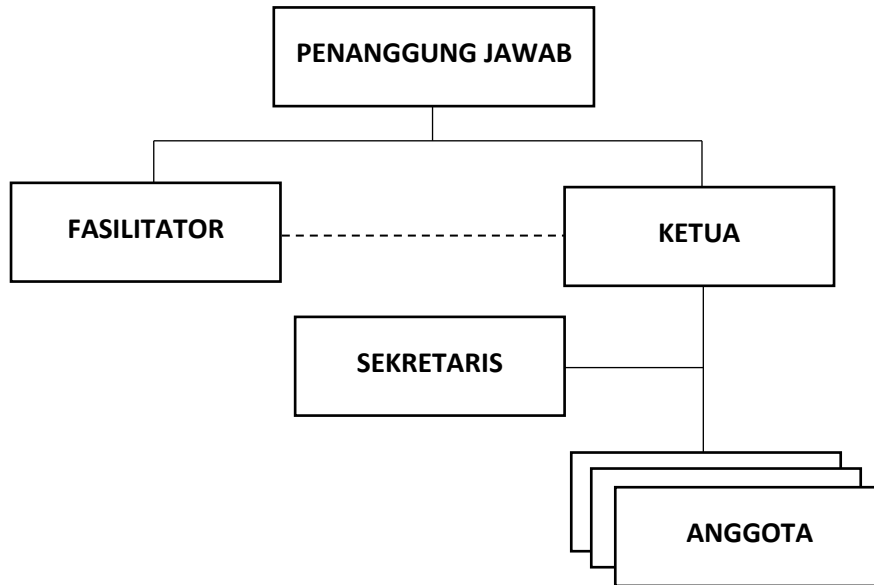 PENANGGUNG JAWAB
FASILITATOR
KETUA
SEKRETARIS
ANGGOTA